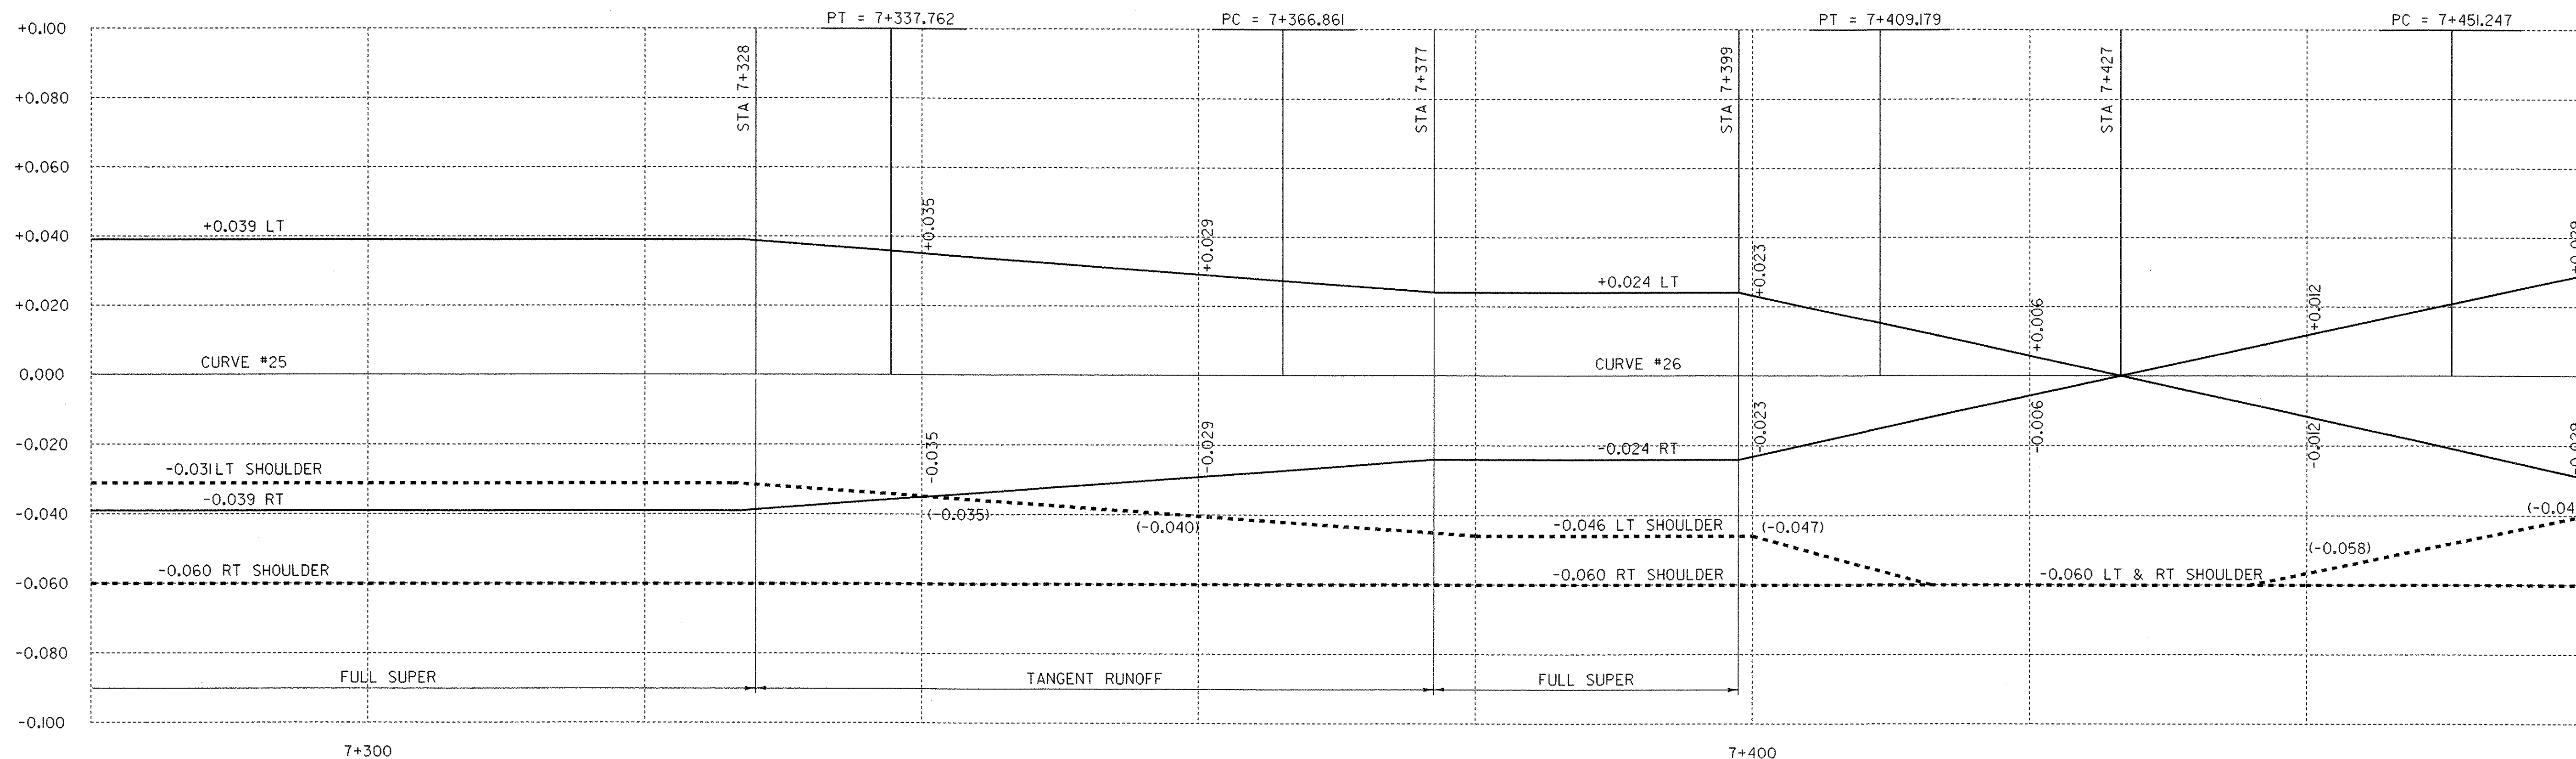 PT = 7+337.762
PC = 7+366.861
PT = 7+409.179
PC = 7+451.247
+0.100
+0.080
+0.060
+0.040
+0.020
0.000
-0.020
-0.040
-0.060
-0.080
-0.100
STA 7+328
STA 7+377
STA 7+399
STA 7+427
+0.039 LT
+0.035
+0.029
+0.024 LT
+0.023
+0.006
+0.012
+0.029
CURVE #25
CURVE #26
-0.035
-0.029
-0.024 RT
-0.023
-0.006
-0.012
-0.029
-0.031LT SHOULDER
-0.039 RT
(-0.035)
(-0.040)
-0.046 LT SHOULDER
(-0.047)
(-0.04
(-0.058)
-0.060 RT SHOULDER
-0.060 RT SHOULDER
-0.060 LT & RT SHOULDER
FULL SUPER
TANGENT RUNOFF
FULL SUPER
7+300
7+400